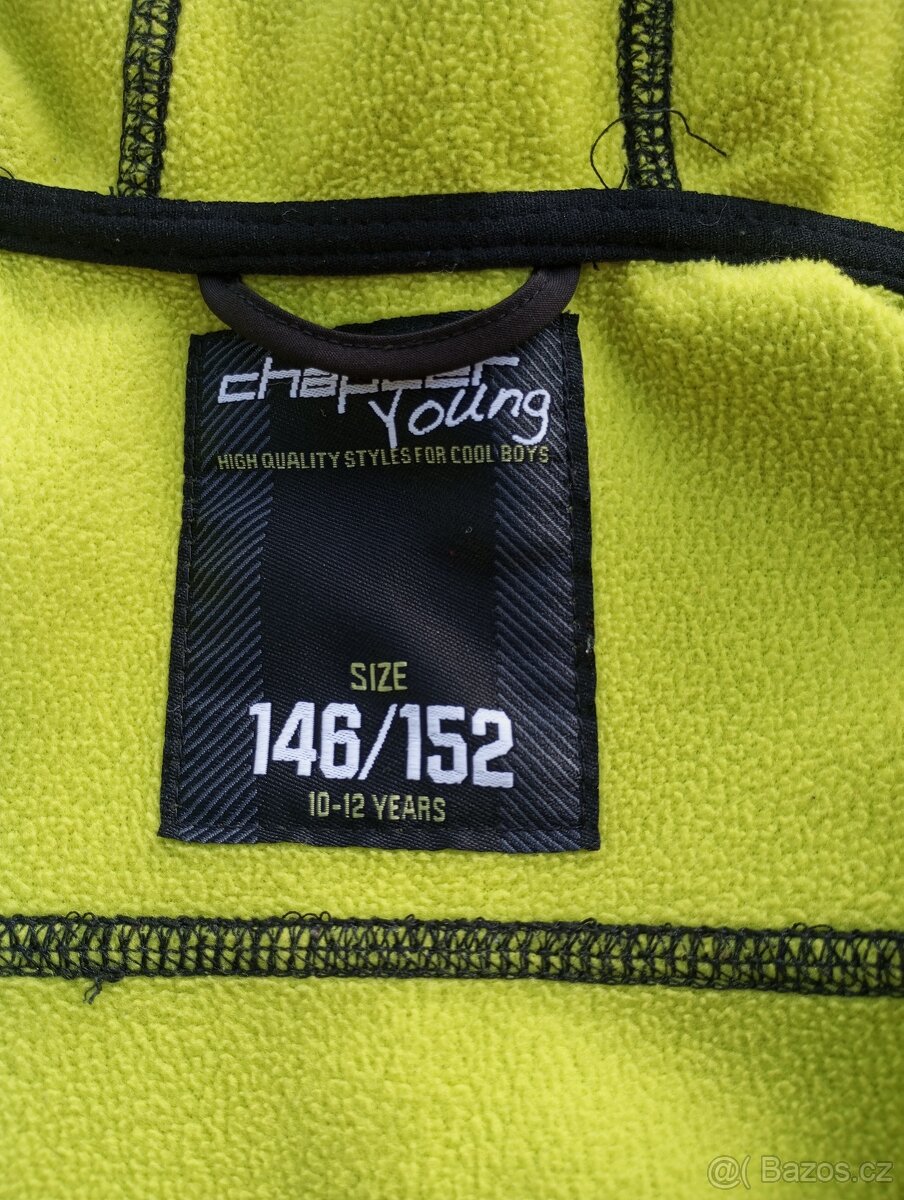 chapter
Young
HIGH QUALITY STYLES FOR COOL BOYS
SIZE
146/152
10-12 YEARS
@( Bazos.cz